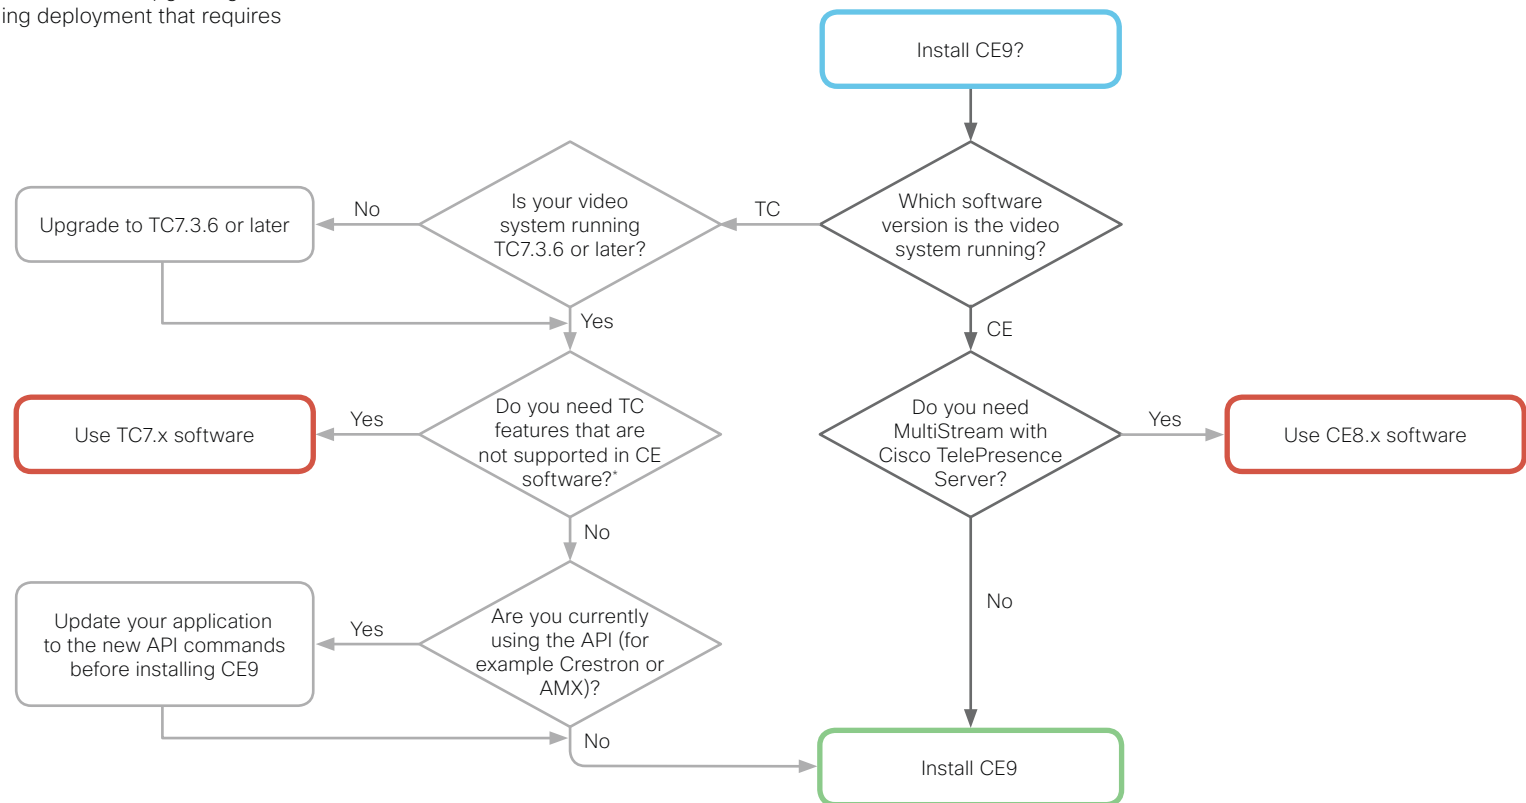 ing deployment that requires
Install CE9?
Which software
version is the video
system running?
TC
Is your video
system running
TC7.3.6 or later?
No
Upgrade to TC7.3.6 or later
Yes
CE
Do you need TC
features that are
not supported in CE
software?*
Yes
Use TC7.x software
Do you need
MultiStream with
Cisco TelePresence
Server?
Yes
Use CE8.x software
No
Are you currently
using the API (for
example Crestron or
AMX)?
Yes
Update your application
to the new API commands
before installing CE9
No
No
Install CE9